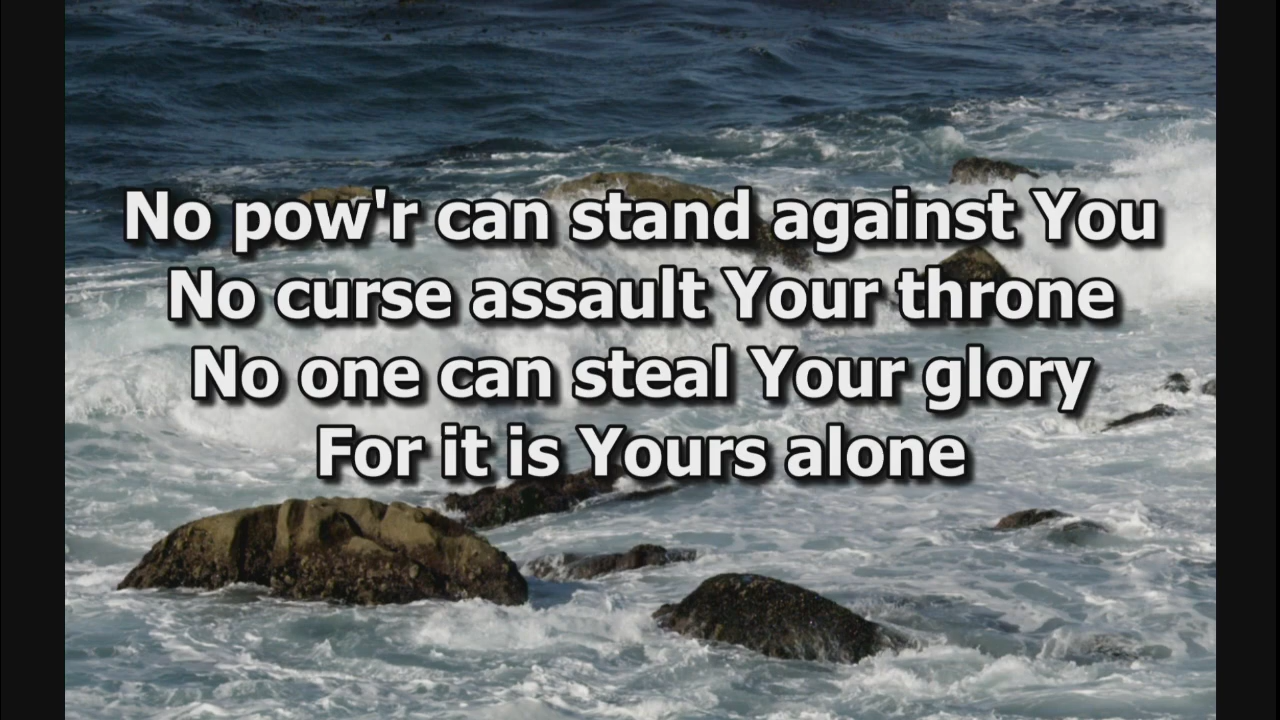 No pow'r can stand against You
No curse assault Your throne
No one can steal Your glory
For it is Yours alone